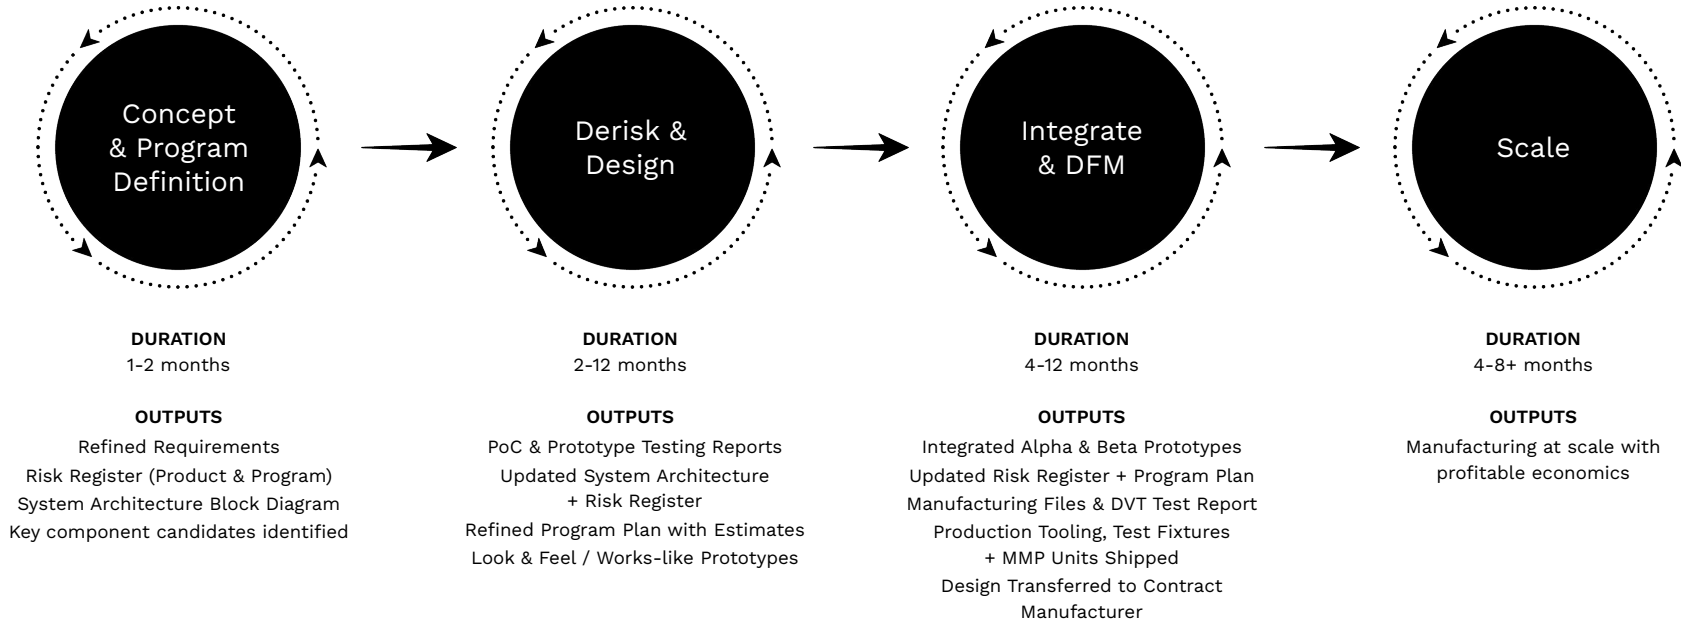 Concept
& Program
Definition
DURATION
1-2 months
OUTPUTS
Refined Requirements
Risk Register (Product & Program)
System Architecture Block Diagram
Key component candidates identified
Derisk &
Design
DURATION
2-12 months
OUTPUTS
PoC & Prototype Testing Reports
Updated System Architecture
+ Risk Register
Refined Program Plan with Estimates
Look & Feel / Works-like Prototypes
Integrate
& DFM
DURATION
4-12 months
OUTPUTS
Integrated Alpha & Beta Prototypes
Updated Risk Register + Program Plan
Manufacturing Files & DVT Test Report
Production Tooling, Test Fixtures
+ MMP Units Shipped
Design Transferred to Contract
Manufacturer
Scale
DURATION
4-8+ months
OUTPUTS
Manufacturing at scale with
profitable economics